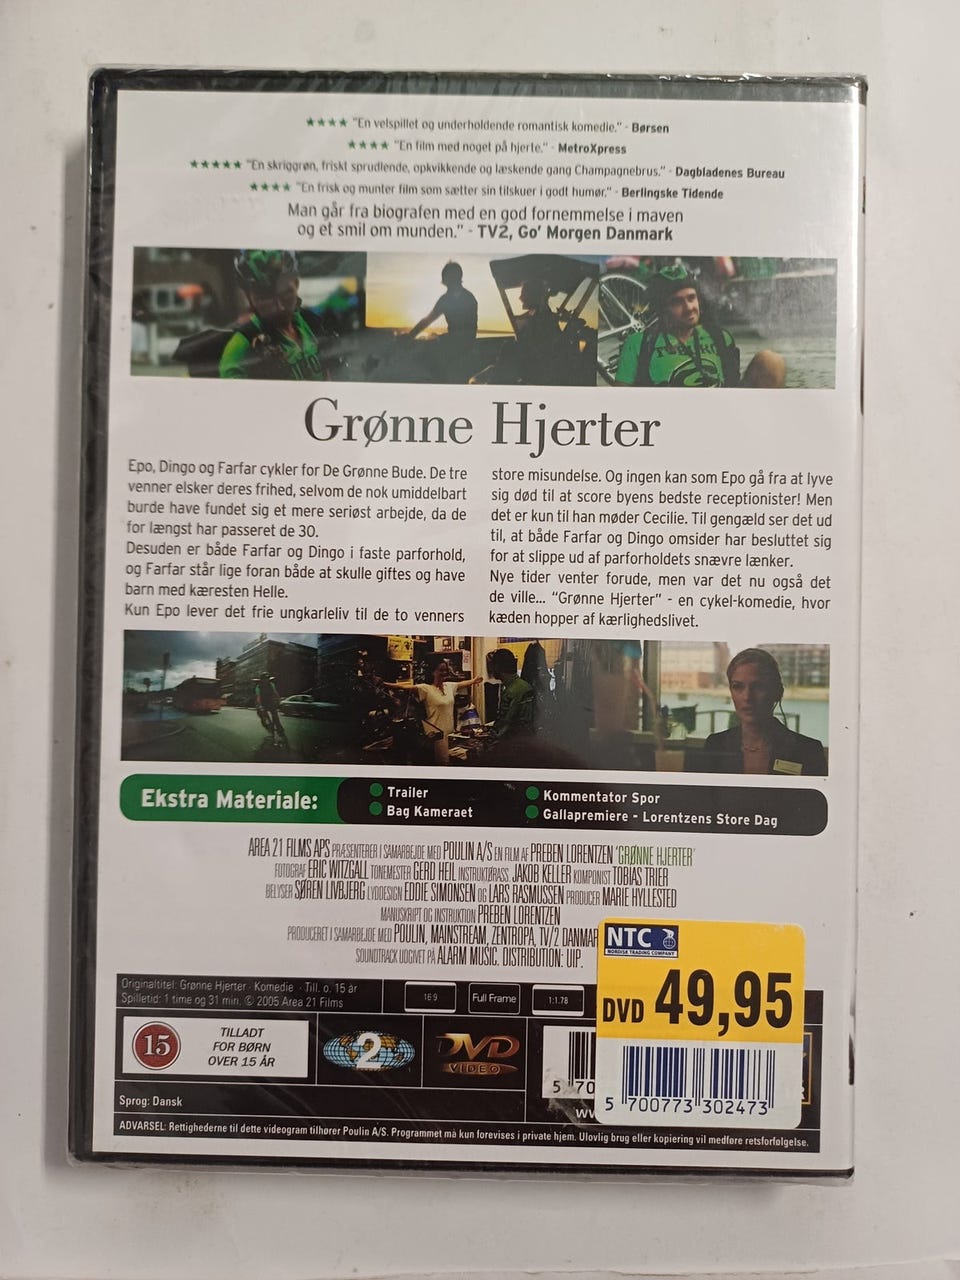 ★★★★ "En velspillet og underholdende romantisk komedie." - Børsen
★★★★ "En film med noget på hjerte." - MetroXpress
★★★★★ "En skriggrøn, friskt sprudlende, opkvikkende og læskende gang Champagnebrus." - Dagbladenes Bureau
★★★★ "En frisk og munter film som sætter sin tilskuer i godt humør." - Berlingske Tidende
Man går fra biografen med en god fornemmelse i maven
og et smil om munden." - TV2, Go' Morgen Danmark
Grønne Hjerter
Epo, Dingo og Farfar cykler for De Grønne Bude. De tre
venner elsker deres frihed, selvom de nok umiddelbart
burde have fundet sig et mere seriøst arbejde, da de
for længst har passeret de 30.
Desuden er både Farfar og Dingo i faste parforhold,
og Farfar står lige foran både at skulle giftes og have
barn med kæresten Helle.
Kun Epo lever det frie ungkarleliv til de to venners
store misundelse. Og ingen kan som Epo gå fra at lyve
sig død til at score byens bedste receptionister! Men
det er kun til han møder Cecilie. Til gengæld ser det ud
til, at både Farfar og Dingo omsider har besluttet sig
for at slippe ud af parforholdets snævre lænker.
Nye tider venter forude, men var det nu også det
de ville... "Grønne Hjerter" - en cykel-komedie, hvor
kæden hopper af kærlighedslivet.
Ekstra Materiale:
Trailer
Bag Kameraet
Kommentator Spor
Gallapremiere - Lorentzens Store Dag
AREA 21 FILMS APS PRÆSENTERER I SAMARBEJDE MED POULIN A/S EN FILM AF PREBEN LORENTZEN 'GRØNNE HJERTER'
FOTOGRAF ERIC WITZGALL TONEMESTER GERD HEIL INSTRUKTØRASS. JAKOB KELLER KOMPONIST TOBIAS TRIER
BELYSER SØREN LIVBJERG LYDDESIGN EDDIE SIMONSEN OG LARS RASMUSSEN PRODUCER MARIE HYLLESTED
MANUSKRIPT OG INSTRUKTION PREBEN LORENTZEN
PRODUCERET I SAMARBEJDE MED POULIN, MAINSTREAM, ZENTROPA, TV/2 DANMAR
SOUNDTRACK UDGIVET PÅ ALARM MUSIC. DISTRIBUTION: UIP.
NTC
NORDISK TRADING COMPANY
DVD 49,95
5 700773 302473
Originaltitel: Grønne Hjerter · Komedie · Till. o. 15 år
Spilletid: 1 time og 31 min. © 2005 Area 21 Films
16:9
Full Frame
1:1.78
15
TILLADT
FOR BØRN
OVER 15 ÅR
2
DVD
VIDEO
5 70
Sprog: Dansk
ADVARSEL: Rettighederne til dette videogram tilhører Poulin A/S. Programmet må kun forevises i private hjem. Ulovlig brug eller kopiering vil medføre retsforfølgelse.